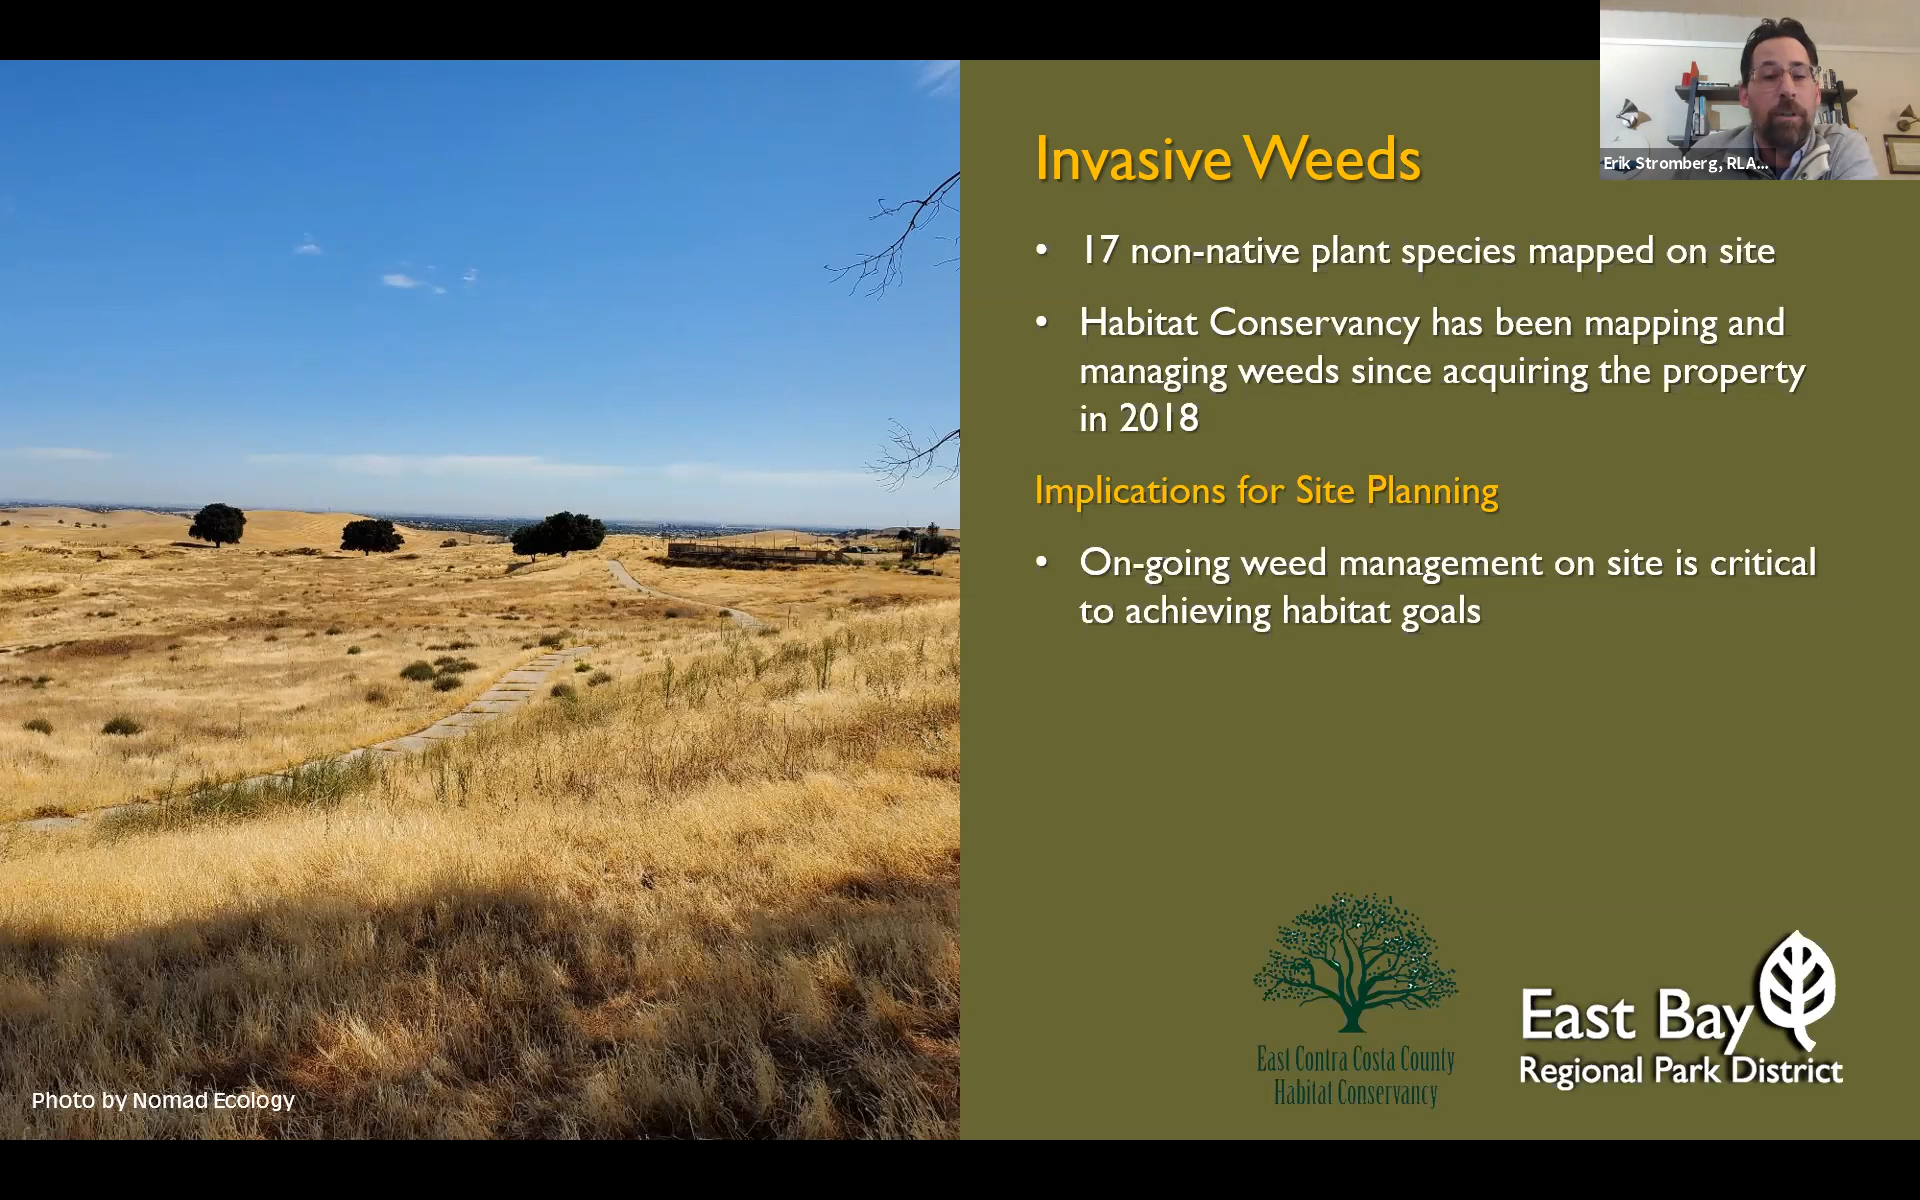 Erik Stromberg, RLA...
Invasive Weeds
• 17 non-native plant species mapped on site
• Habitat Conservancy has been mapping and
managing weeds since acquiring the property
in 2018
Implications for Site Planning
• On-going weed management on site is critical
to achieving habitat goals
East Contra Costa County
Habitat Conservancy
East Bay
Regional Park District
Photo by Nomad Ecology